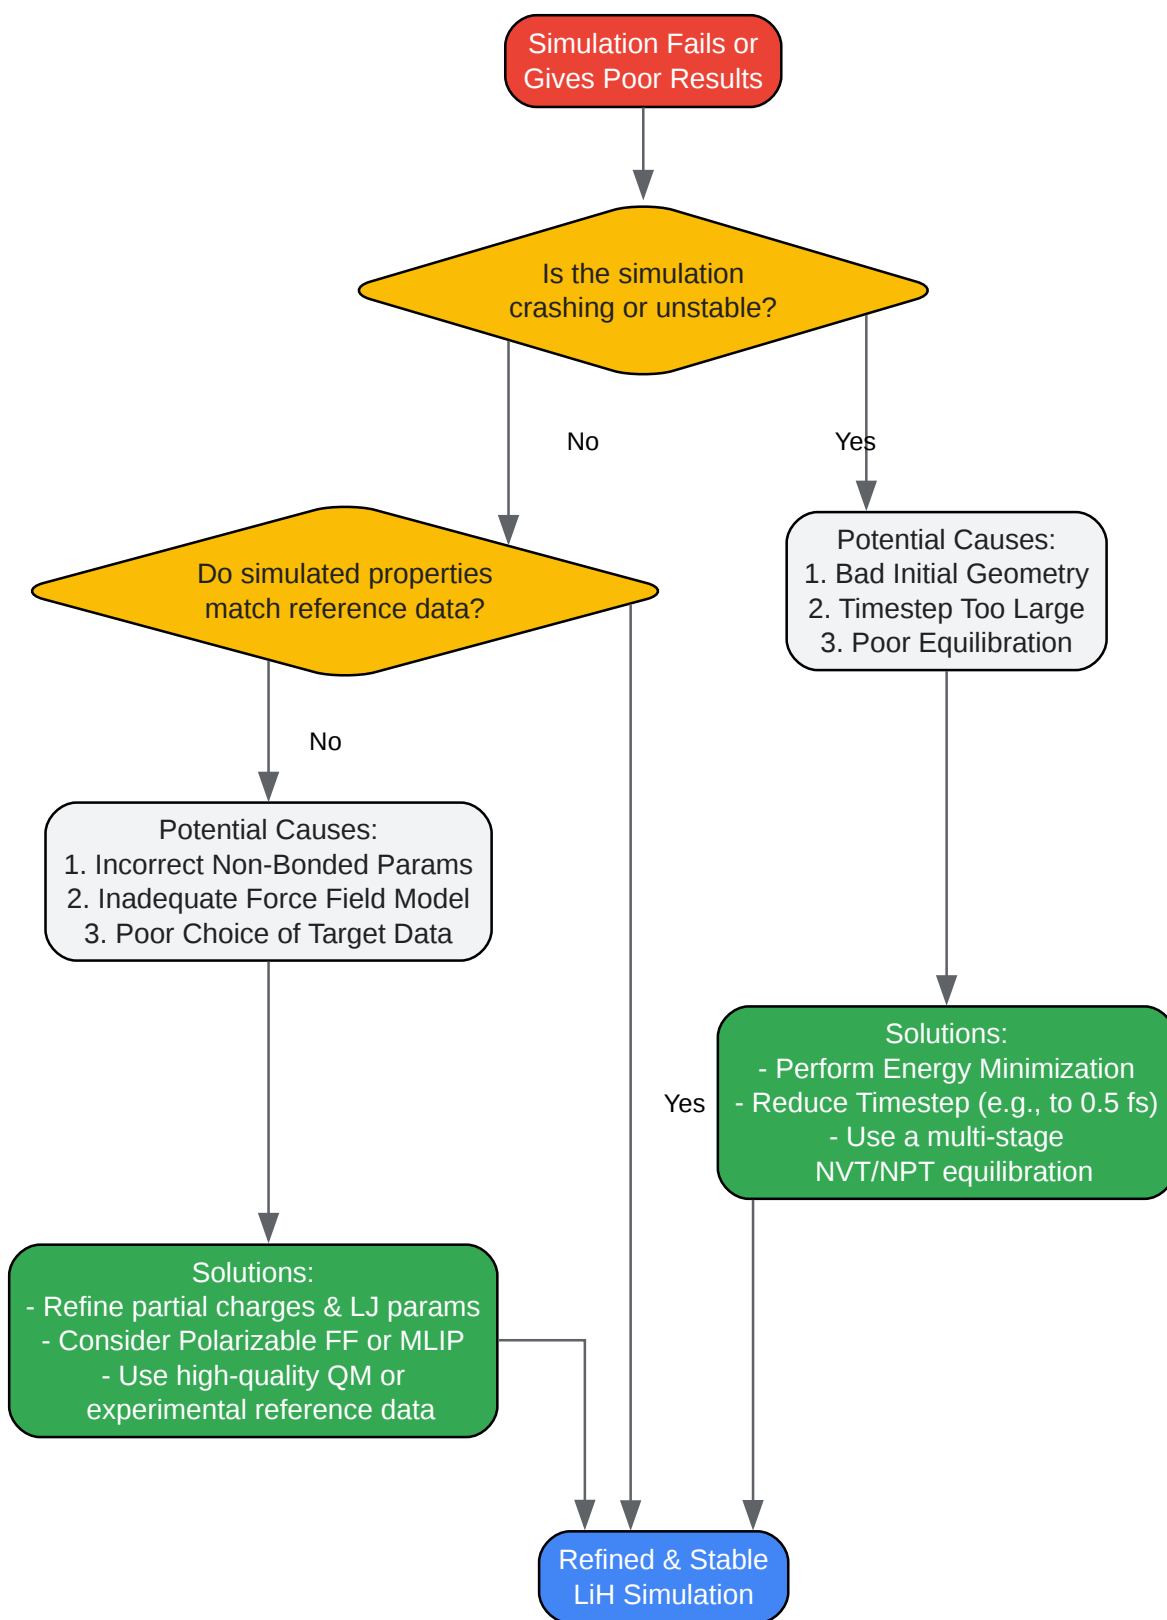 Simulation Fails or
Gives Poor Results
Is the simulation
crashing or unstable?
No
Yes
Do simulated properties
match reference data?
Potential Causes:
1. Bad Initial Geometry
2. Timestep Too Large
3. Poor Equilibration
No
Potential Causes:
1. Incorrect Non-Bonded Params
2. Inadequate Force Field Model
3. Poor Choice of Target Data
Yes
Solutions:
- Perform Energy Minimization
- Reduce Timestep (e.g., to 0.5 fs)
- Use a multi-stage
NVT/NPT equilibration
Solutions:
- Refine partial charges & LJ params
- Consider Polarizable FF or MLIP
- Use high-quality QM or
experimental reference data
Refined & Stable
LiH Simulation